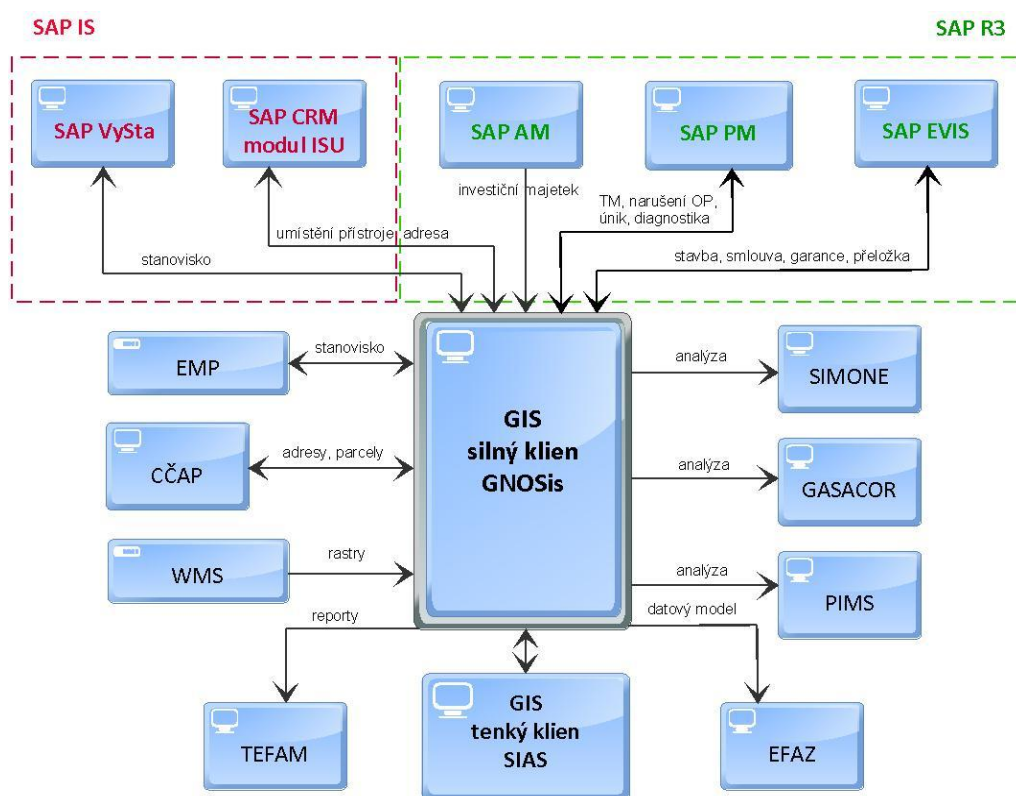 SAP IS
SAP R3
SAP VySta
SAP CRM
modul ISU
SAP AM
SAP PM
SAP EVIS
investiční majetek
TM, narušení OP,
únik, diagnostika
umístění přístroje, adresa
stanovisko
stavba, smlouva, garance, přeložka
EMP
stanovisko
GIS
silný klien
GNOSis
analýza
SIMONE
CČAP
adresy, parcely
analýza
GASACOR
WMS
rastry
analýza
PIMS
reporty
datový model
TEFAM
GIS
tenký klien
SIAS
EFAZ